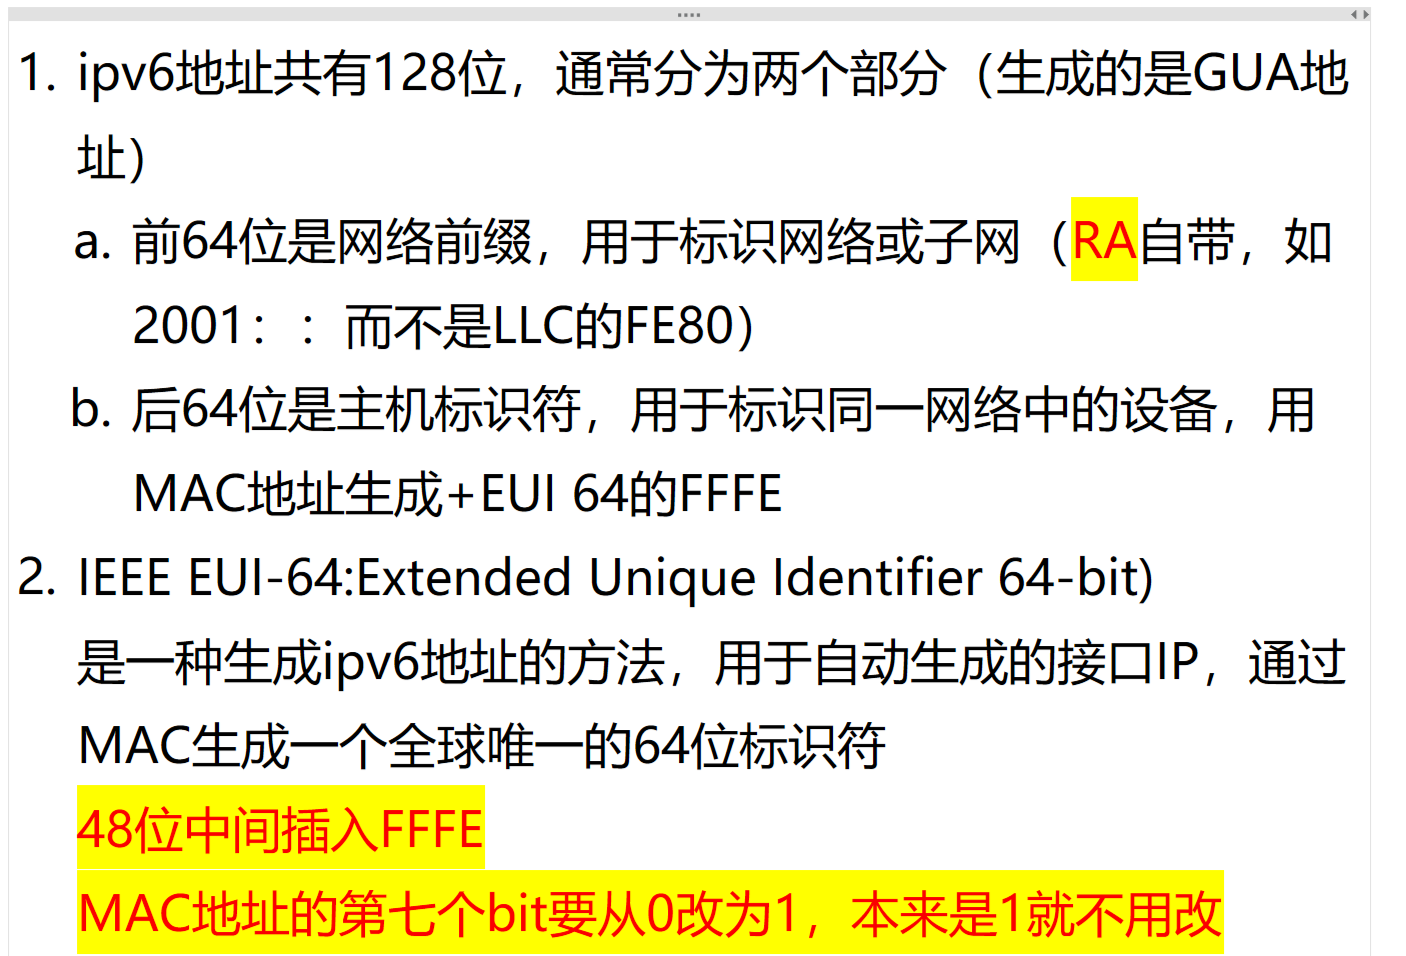 1. ipv6地址共有128位，通常分为两个部分（生成的是GUA地
址）
a. 前64位是网络前缀，用于标识网络或子网（RA自带，如
2001：：而不是LLC的FE80）
b. 后64位是主机标识符，用于标识同一网络中的设备，用
MAC地址生成+EUI 64的FFFE
2. IEEE EUI-64:Extended Unique Identifier 64-bit)
是一种生成ipv6地址的方法，用于自动生成的接口IP，通过
MAC生成一个全球唯一的64位标识符
48位中间插入FFFE
MAC地址的第七个bit要从0改为1，本来是1就不用改